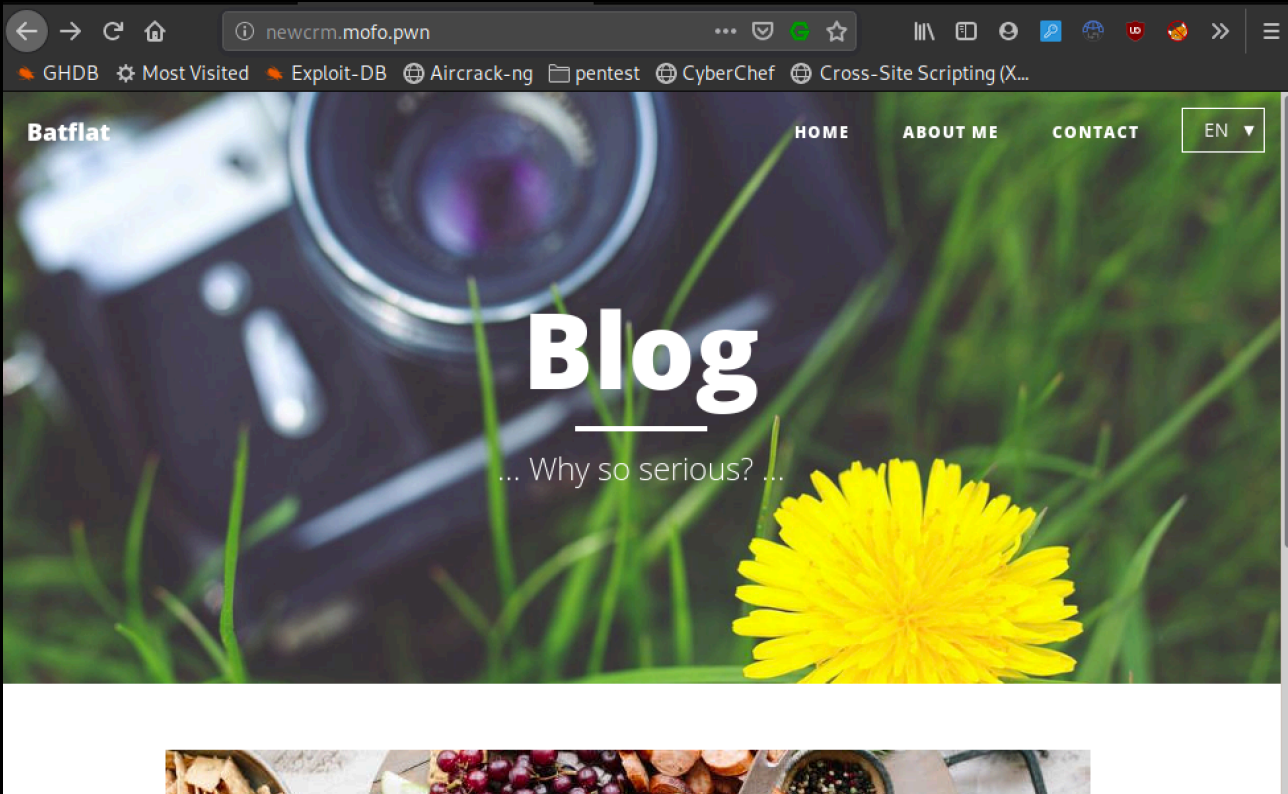 newcrm.mofo.pwn
GHDB Most Visited Exploit-DB Aircrack-ng pentest CyberChef Cross-Site Scripting (X...
Batflat HOME ABOUT ME CONTACT EN
Blog
... Why so serious? ...